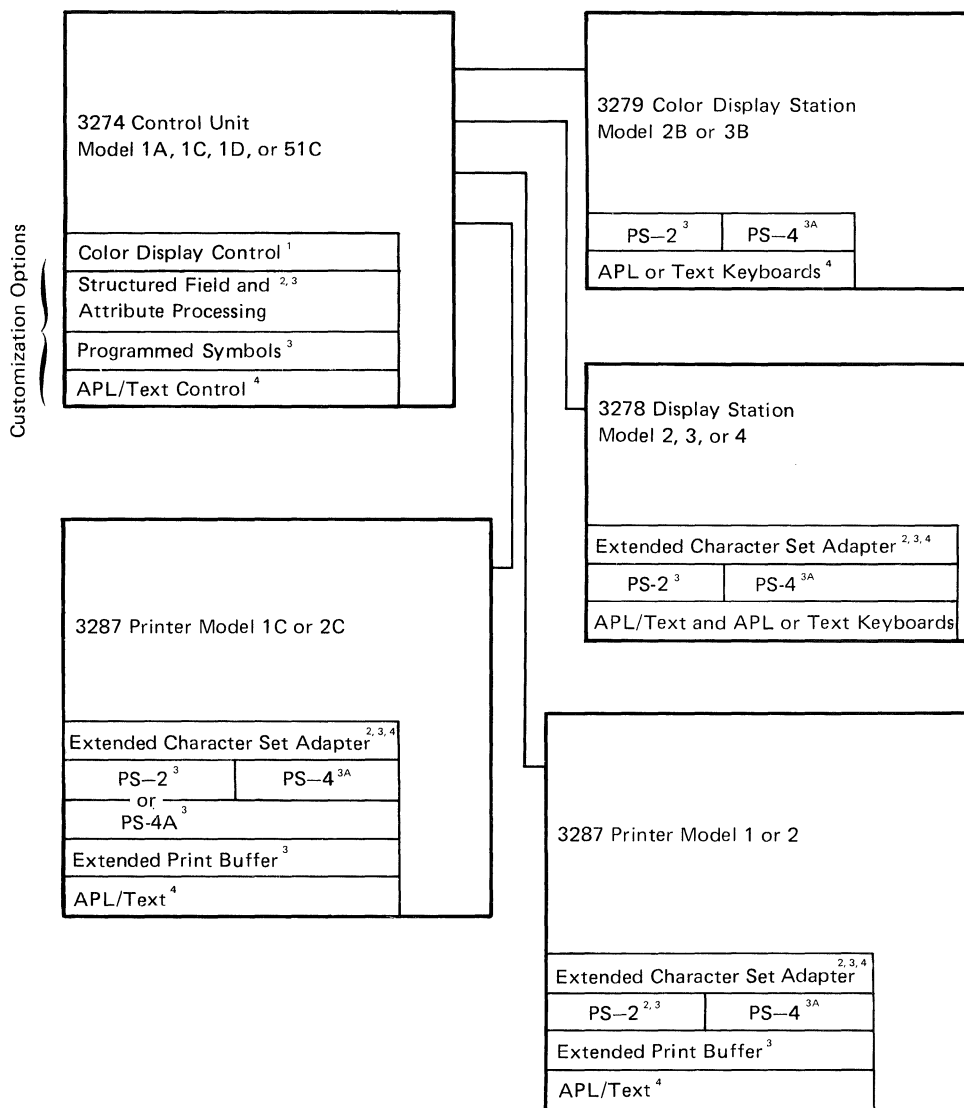 3274 Control Unit
Model 1A, 1C, 1D, or 51C
Customization Options
Color Display Control 1
Structured Field and 2, 3
Attribute Processing
Programmed Symbols 3
APL/Text Control 4
3279 Color Display Station
Model 2B or 3B
PS—2 3 PS—4 3A
APL or Text Keyboards 4
3278 Display Station
Model 2, 3, or 4
Extended Character Set Adapter 2, 3, 4
PS-2 3 PS-4 3A
APL/Text and APL or Text Keyboards
3287 Printer Model 1C or 2C
Extended Character Set Adapter 2, 3, 4
PS—2 3 PS—4 3A
or
PS-4A 3
Extended Print Buffer 3
APL/Text 4
3287 Printer Model 1 or 2
Extended Character Set Adapter 2, 3, 4
PS—2 2, 3 PS—4 3A
Extended Print Buffer 3
APL/Text 4